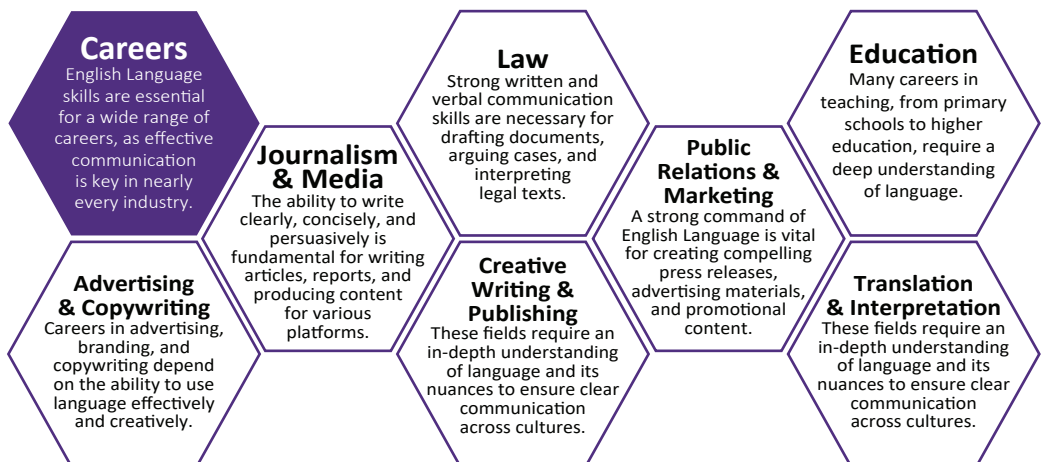 Careers
English Language
skills are essential
for a wide range of
careers, as effective
communication
is key in nearly
every industry.
Law
Strong written and
verbal communication
skills are necessary for
drafting documents,
arguing cases, and
interpreting
legal texts.
Education
Many careers in
teaching, from primary
schools to higher
education, require a
deep understanding
of language.
Journalism
& Media
The ability to write
clearly, concisely, and
persuasively is
fundamental for writing
articles, reports, and
producing content
for various
platforms.
Public
Relations &
Marketing
A strong command of
English Language is vital
for creating compelling
press releases,
advertising materials,
and promotional
content.
Advertising
& Copywriting
Careers in advertising,
branding, and
copywriting depend
on the ability to use
language effectively
and creatively.
Creative
Writing &
Publishing
These fields require an
in-depth understanding
of language and its
nuances to ensure clear
communication
across cultures.
Translation
& Interpretation
These fields require an
in-depth understanding
of language and its
nuances to ensure clear
communication
across cultures.